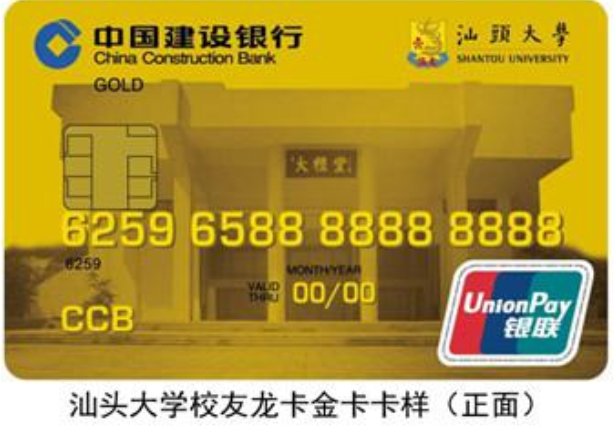 中国建设银行
China Construction Bank
GOLD
汕頭大學
SHANTOU UNIVERSITY
大禮堂
6259 6588 8888 8888
6259
MONTH/YEAR
VALID THRU 00/00
CCB
UnionPay
银联
汕头大学校友龙卡金卡卡样（正面）